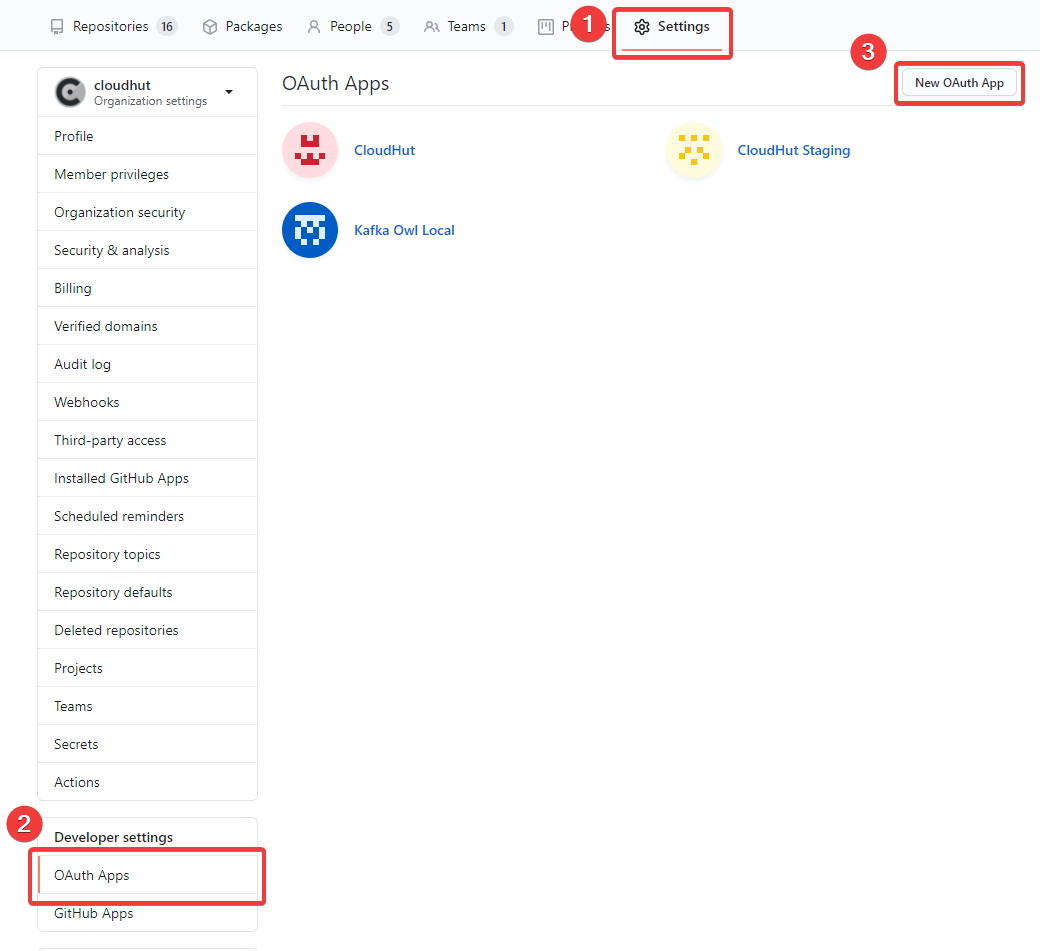 Repositories 16 Packages People 5 Teams 1 P 1 s Settings
3
cloudhut
Organization settings
OAuth Apps
New OAuth App
Profile
Member privileges
Organization security
Security & analysis
Billing
Verified domains
Audit log
Webhooks
Third-party access
Installed GitHub Apps
Scheduled reminders
Repository topics
Repository defaults
Deleted repositories
Projects
Teams
Secrets
Actions
CloudHut
CloudHut Staging
Kafka Owl Local
2
Developer settings
OAuth Apps
GitHub Apps